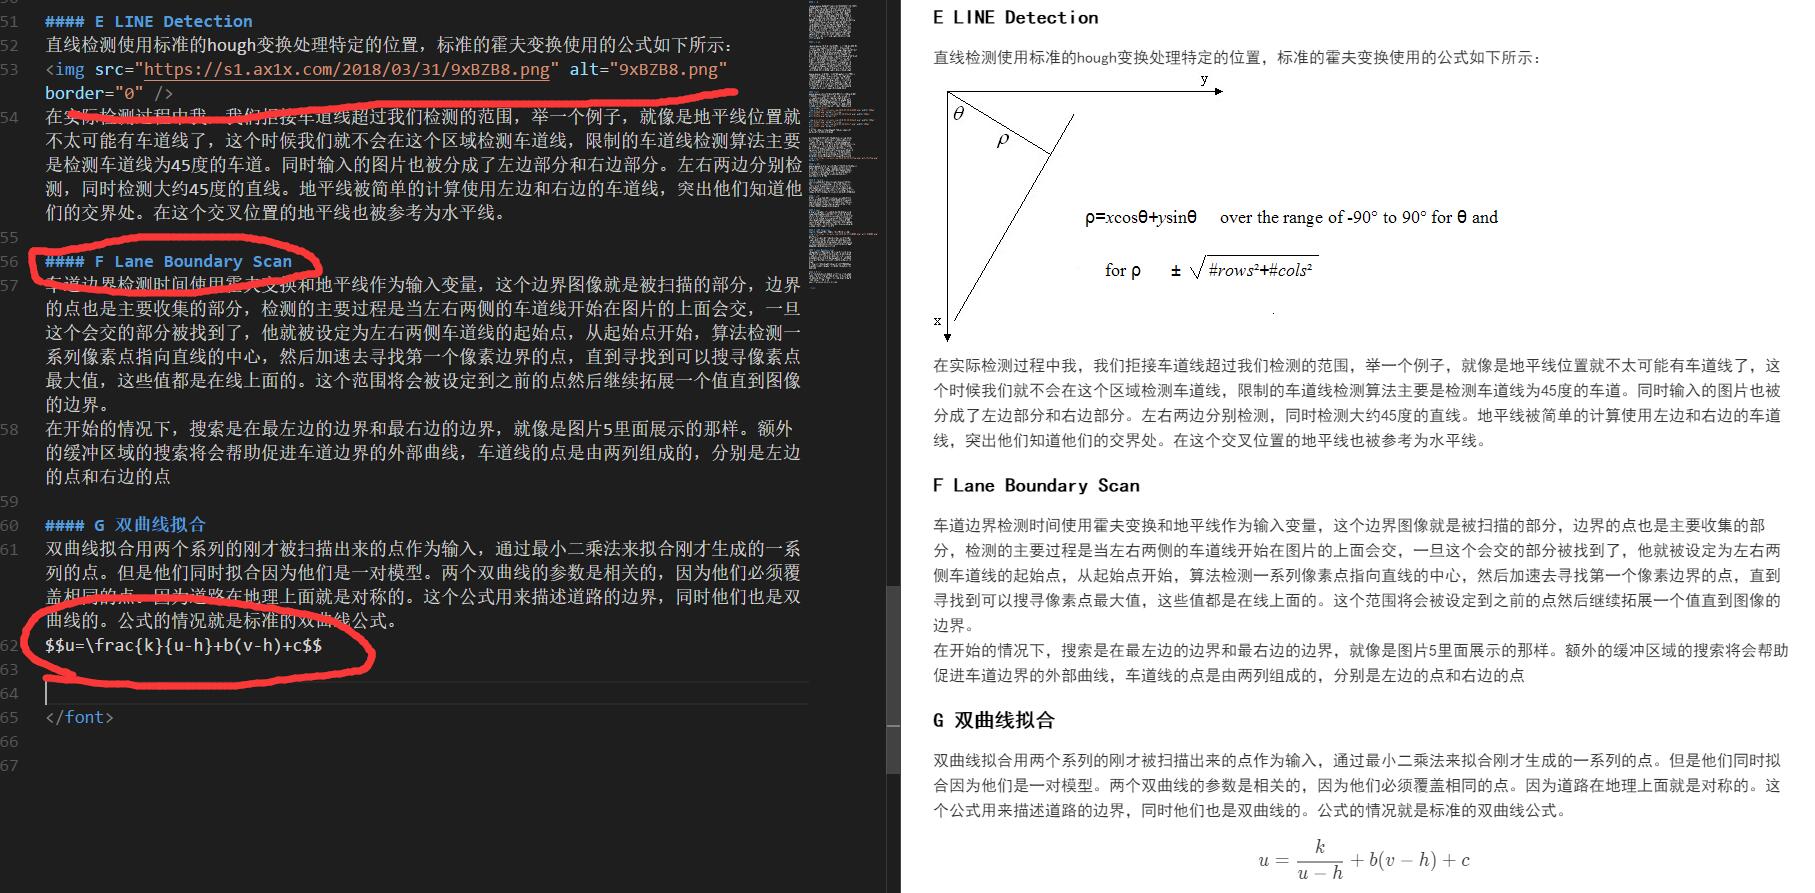 51 #### E LINE Detection
52 直线检测使用标准的hough变换处理特定的位置，标准的霍夫变换使用的公式如下所示：
53 <img src="https://s1.ax1x.com/2018/03/31/9xBZB8.png" alt="9xBZB8.png"
border="0" />
54 在实际检测过程中我，我们拒接车道线超过我们检测的范围，举一个例子，就像是地平线位置就
不太可能有车道线了，这个时候我们就不会在这个区域检测车道线，限制的车道线检测算法主要
是检测车道线为45度的车道。同时输入的图片也被分成了左边部分和右边部分。左右两边分别检
测，同时检测大约45度的直线。地平线被简单的计算使用左边和右边的车道线，突出他们知道他
们的交界处。在这个交叉位置的地平线也被参考为水平线。
55
56 #### F Lane Boundary Scan
57 车道边界检测时间使用霍夫变换和地平线作为输入变量，这个边界图像就是被扫描的部分，边界
的点也是主要收集的部分，检测的主要过程是当左右两侧的车道线开始在图片的上面会交，一旦
这个会交的部分被找到了，他就被设定为左右两侧车道线的起始点，从起始点开始，算法检测一
系列像素点指向直线的中心，然后加速去寻找第一个像素边界的点，直到寻找到可以搜寻像素点
最大值，这些值都是在线上面的。这个范围将会被设定到之前的点然后继续拓展一个值直到图像
的边界。
58 在开始的情况下，搜索是在最左边的边界和最右边的边界，就像是图片5里面展示的那样。额外
的缓冲区域的搜索将会帮助促进车道边界的外部曲线，车道线的点是由两列组成的，分别是左边
的点和右边的点
59
60 #### G 双曲线拟合
61 双曲线拟合用两个系列的刚才被扫描出来的点作为输入，通过最小二乘法来拟合刚才生成的一系
列的点。但是他们同时拟合因为他们是一对模型。两个双曲线的参数是相关的，因为他们必须覆
盖相同的点。因为道路在地理上面就是对称的。这个公式用来描述道路的边界，同时他们也是双
曲线的。公式的情况就是标准的双曲线公式。
62 $$u=\frac{k}{u-h}+b(v-h)+c$$
63
64
65 </font>
66
67
E LINE Detection
直线检测使用标准的hough变换处理特定的位置，标准的霍夫变换使用的公式如下所示：
y
θ
ρ
ρ=xcosθ+ysinθ over the range of -90° to 90° for θ and
for ρ ± √#rows²+#cols²
x
在实际检测过程中我，我们拒接车道线超过我们检测的范围，举一个例子，就像是地平线位置就不太可能有车道线了，这
个时候我们就不会在这个区域检测车道线，限制的车道线检测算法主要是检测车道线为45度的车道。同时输入的图片也被
分成了左边部分和右边部分。左右两边分别检测，同时检测大约45度的直线。地平线被简单的计算使用左边和右边的车道
线，突出他们知道他们的交界处。在这个交叉位置的地平线也被参考为水平线。
F Lane Boundary Scan
车道边界检测时间使用霍夫变换和地平线作为输入变量，这个边界图像就是被扫描的部分，边界的点也是主要收集的部
分，检测的主要过程是当左右两侧的车道线开始在图片的上面会交，一旦这个会交的部分被找到了，他就被设定为左右两
侧车道线的起始点，从起始点开始，算法检测一系列像素点指向直线的中心，然后加速去寻找第一个像素边界的点，直到
寻找到可以搜寻像素点最大值，这些值都是在线上面的。这个范围将会被设定到之前的点然后继续拓展一个值直到图像的
边界。
在开始的情况下，搜索是在最左边的边界和最右边的边界，就像是图片5里面展示的那样。额外的缓冲区域的搜索将会帮助
促进车道边界的外部曲线，车道线的点是由两列组成的，分别是左边的点和右边的点
G 双曲线拟合
双曲线拟合用两个系列的刚才被扫描出来的点作为输入，通过最小二乘法来拟合刚才生成的一系列的点。但是他们同时拟
合因为他们是一对模型。两个双曲线的参数是相关的，因为他们必须覆盖相同的点。因为道路在地理上面就是对称的。这
个公式用来描述道路的边界，同时他们也是双曲线的。公式的情况就是标准的双曲线公式。
u = k/(u − h) + b(v − h) + c